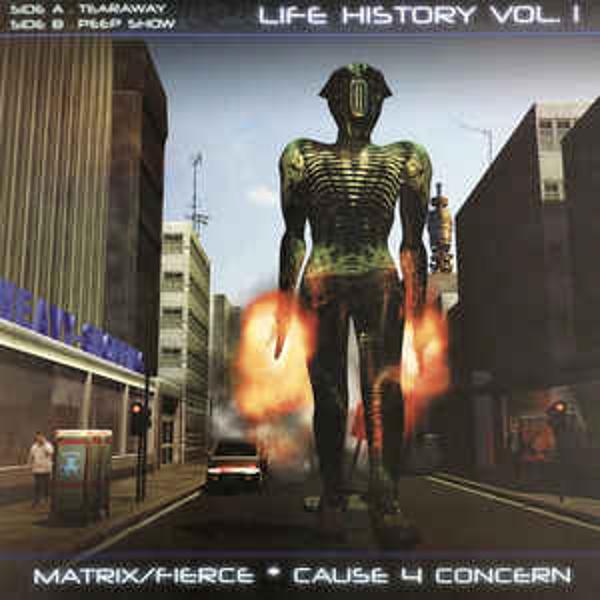 SIDE A TEARAWAY
SIDE B PEEP SHOW
LIFE HISTORY VOL. 1
MATRIX/FIERCE * CAUSE 4 CONCERN